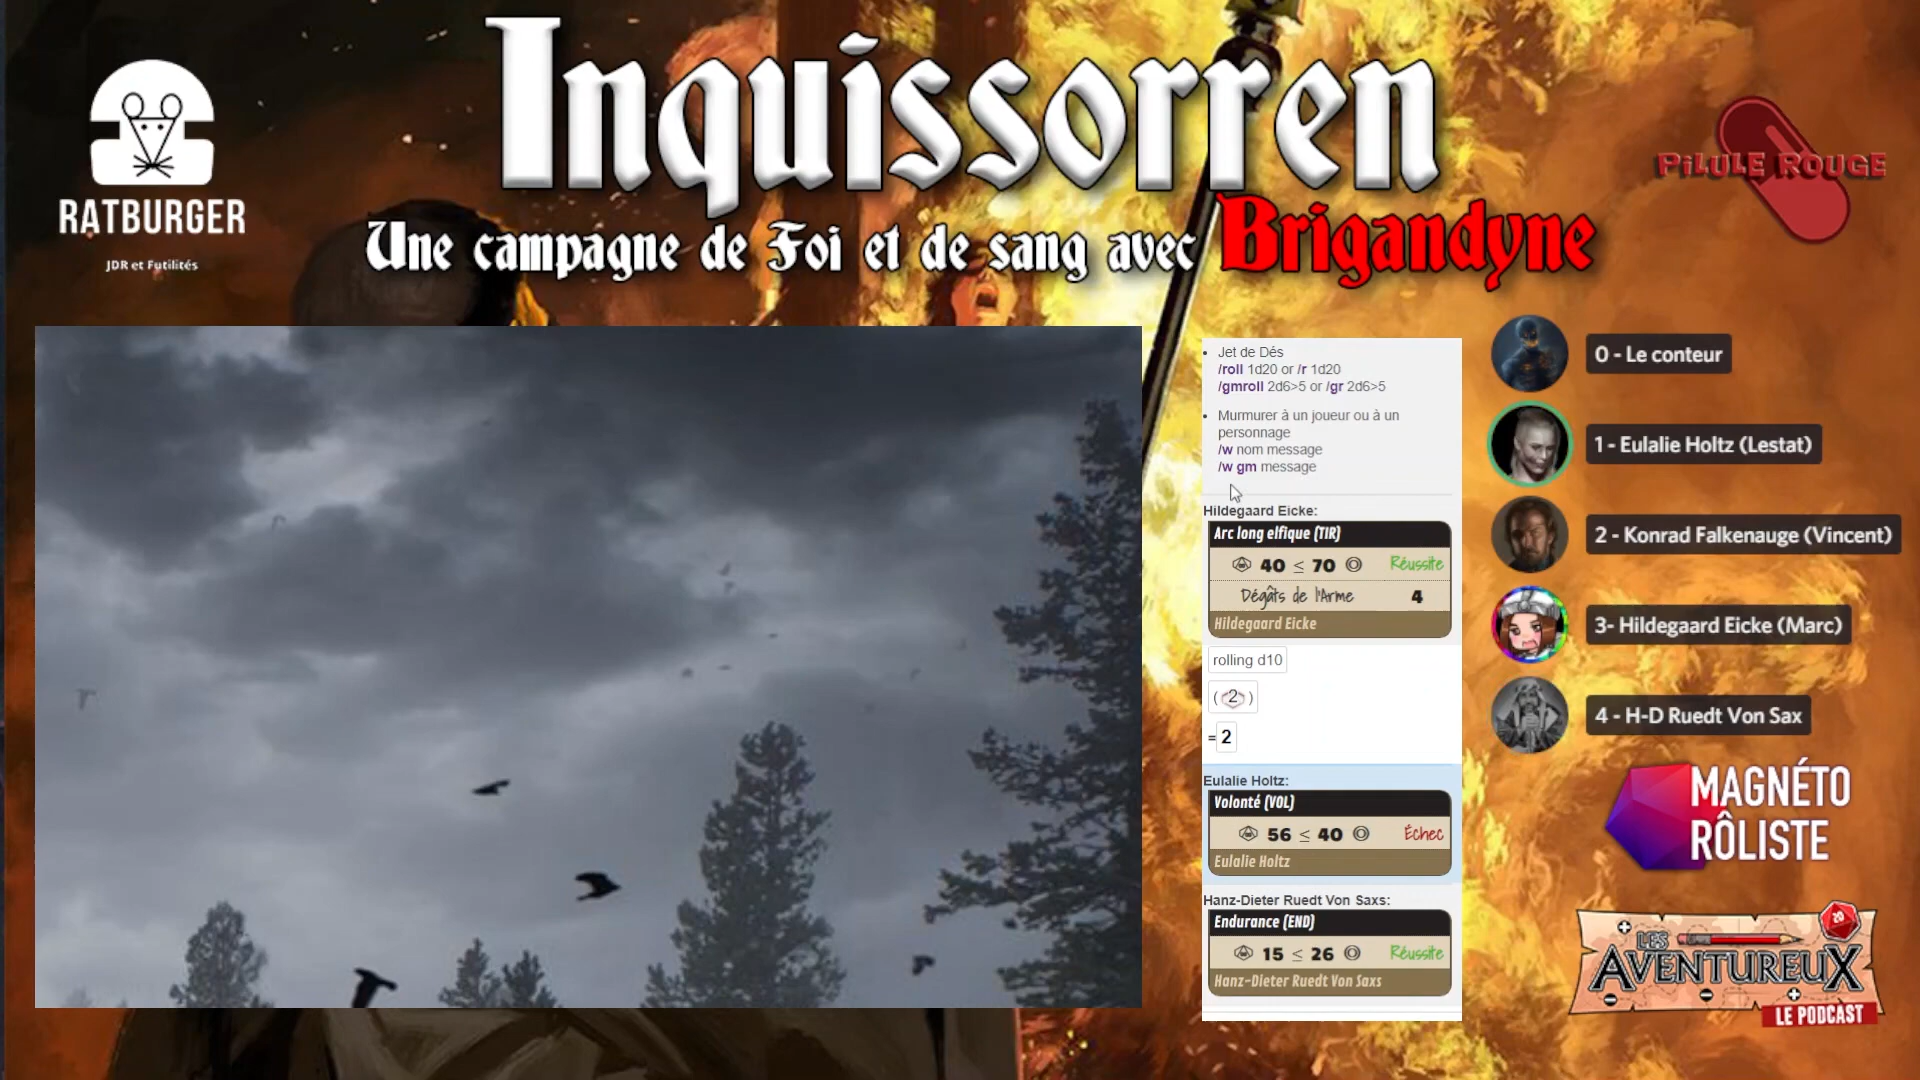 Inquissorren
Une campagne de Foi et de sang avec Brigandyne
RATBURGER
JDR et Futilités
PiLULE ROUGE
• Jet de Dés
/roll 1d20 or /r 1d20
/gmroll 2d6>5 or /gr 2d6>5
• Murmurer à un joueur ou à un
personnage
/w nom message
/w gm message
Hildegaard Eicke:
Arc long elfique (TIR)
40 ≤ 70 Réussite
Dégâts de l'Arme 4
Hildegaard Eicke
rolling d10
(2)
=2
Eulalie Holtz:
Volonté (VOL)
56 ≤ 40 Échec
Eulalie Holtz
Hanz-Dieter Ruedt Von Saxs:
Endurance (END)
15 ≤ 26 Réussite
Hanz-Dieter Ruedt Von Saxs
0 - Le conteur
1 - Eulalie Holtz (Lestat)
2 - Konrad Falkenauge (Vincent)
3- Hildegaard Eicke (Marc)
4 - H-D Ruedt Von Sax
MAGNÉTO
RÔLISTE
20
LES
AVENTUREUX
LE PODCAST